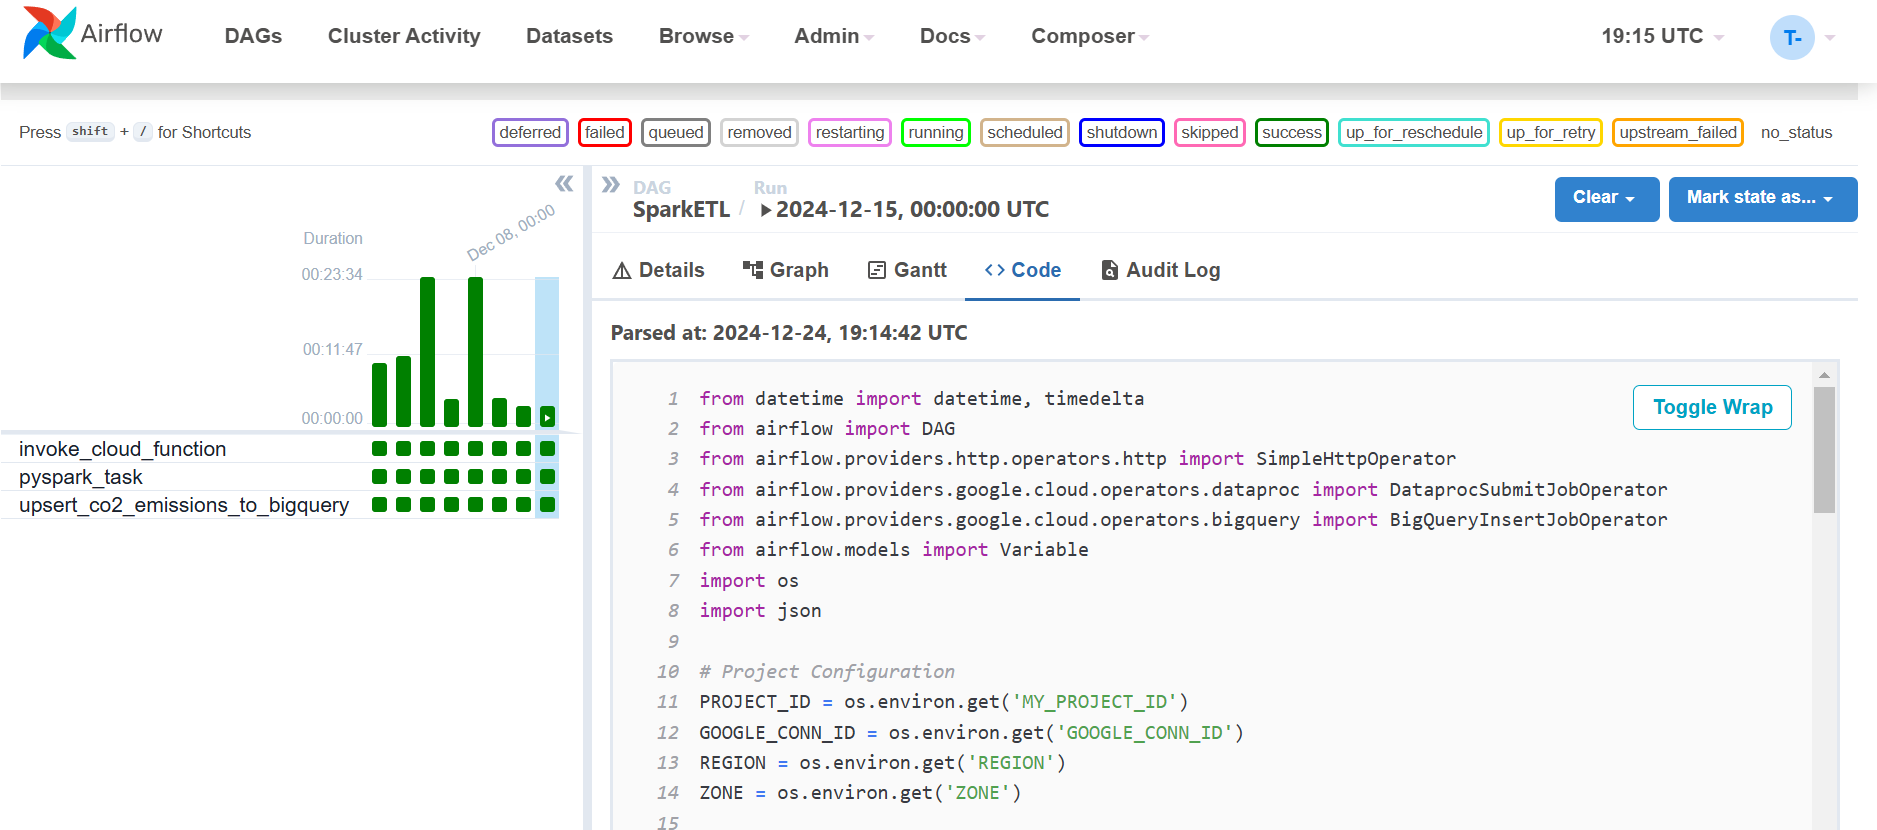 Airflow
DAGs Cluster Activity Datasets Browse Admin Docs Composer 19:15 UTC T-
Press shift + / for Shortcuts
deferred failed queued removed restarting running scheduled shutdown skipped success up_for_reschedule up_for_retry upstream_failed no_status
Duration
Dec 08, 00:00
00:23:34
00:11:47
00:00:00
invoke_cloud_function
pyspark_task
upsert_co2_emissions_to_bigquery
DAG Run
SparkETL / 2024-12-15, 00:00:00 UTC
Clear Mark state as...
Details Graph Gantt <> Code Audit Log
Parsed at: 2024-12-24, 19:14:42 UTC
Toggle Wrap
1 from datetime import datetime, timedelta
2 from airflow import DAG
3 from airflow.providers.http.operators.http import SimpleHttpOperator
4 from airflow.providers.google.cloud.operators.dataproc import DataprocSubmitJobOperator
5 from airflow.providers.google.cloud.operators.bigquery import BigQueryInsertJobOperator
6 from airflow.models import Variable
7 import os
8 import json
9
10 # Project Configuration
11 PROJECT_ID = os.environ.get('MY_PROJECT_ID')
12 GOOGLE_CONN_ID = os.environ.get('GOOGLE_CONN_ID')
13 REGION = os.environ.get('REGION')
14 ZONE = os.environ.get('ZONE')
15